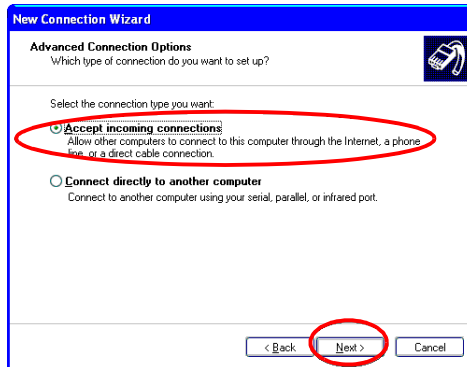 New Connection Wizard
Advanced Connection Options
Which type of connection do you want to set up?
Select the connection type you want:
Accept incoming connections
Allow other computers to connect to this computer through the Internet, a phone
line, or a direct cable connection.
Connect directly to another computer
Connect to another computer using your serial, parallel, or infrared port.
< Back
Next >
Cancel